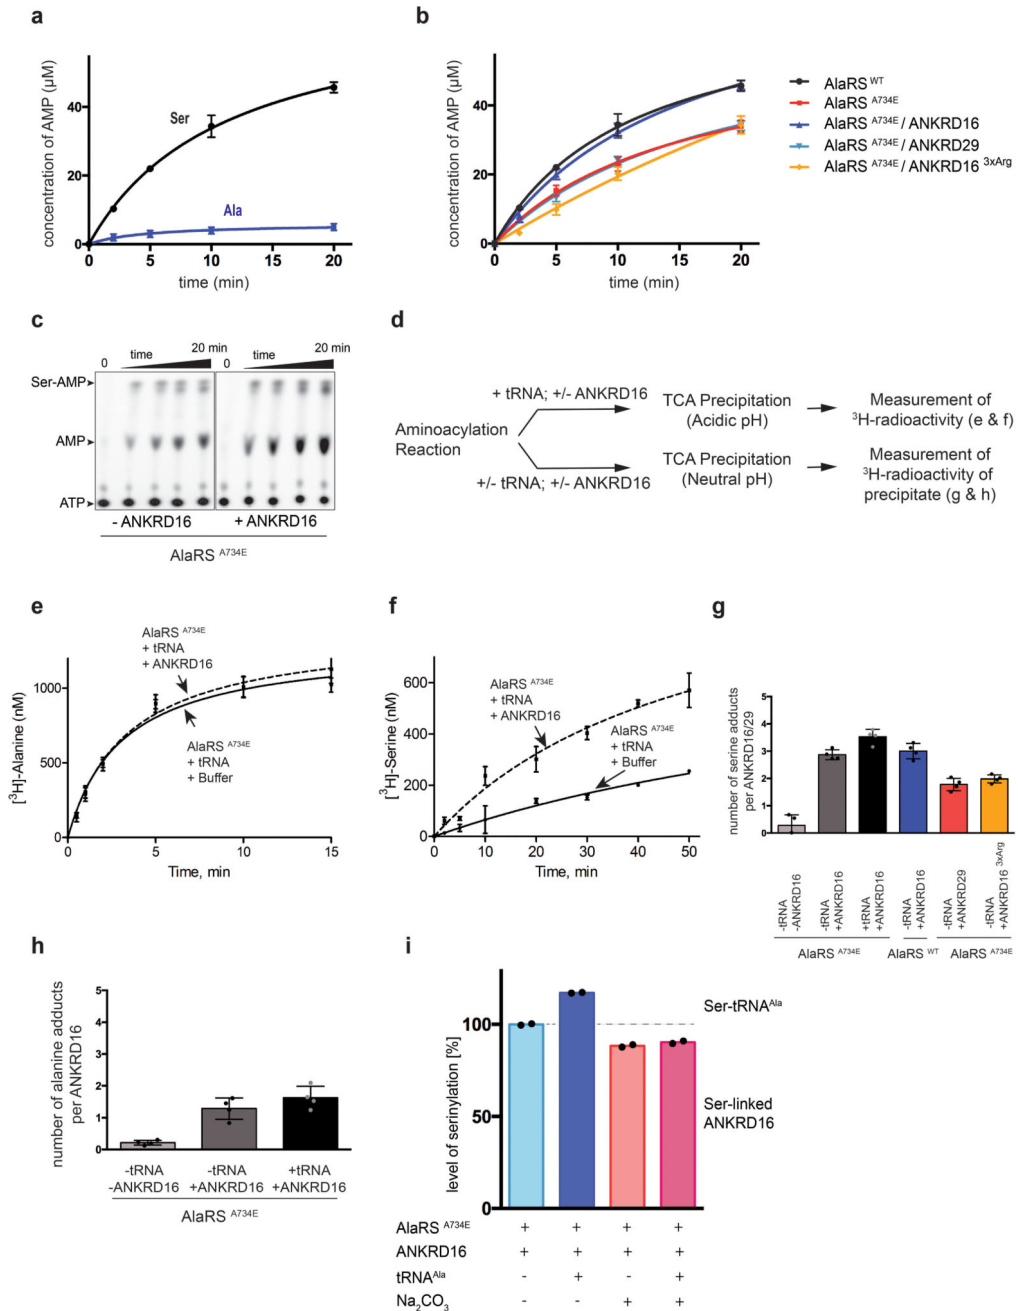 a
concentration of AMP (µM)
40
20
0
Ser
Ala
0
5
10
15
20
time (min)
b
concentration of AMP (µM)
40
20
0
0
5
10
15
20
time (min)
AlaRS WT
AlaRS A734E
AlaRS A734E / ANKRD16
AlaRS A734E / ANKRD29
AlaRS A734E / ANKRD16 3xArg
c
0
time
20 min
0
time
20 min
Ser-AMP
AMP
ATP
- ANKRD16
+ ANKRD16
AlaRS A734E
d
Aminoacylation
Reaction
+ tRNA; +/- ANKRD16
+/- tRNA; +/- ANKRD16
TCA Precipitation
(Acidic pH)
TCA Precipitation
(Neutral pH)
Measurement of
³H-radioactivity (e & f)
Measurement of
³H-radioactivity of
precipitate (g & h)
e
[³H]-Alanine (nM)
1000
500
0
AlaRS A734E
+ tRNA
+ ANKRD16
AlaRS A734E
+ tRNA
+ Buffer
0
5
10
15
Time, min
f
[³H]-Serine (nM)
600
400
200
0
AlaRS A734E
+ tRNA
+ ANKRD16
AlaRS A734E
+ tRNA
+ Buffer
0
10
20
30
40
50
Time, min
g
number of serine adducts
per ANKRD16/29
5
4
3
2
1
0
-tRNA
-ANKRD16
-tRNA
+ANKRD16
+tRNA
+ANKRD16
-tRNA
+ANKRD16
-tRNA
+ANKRD29
-tRNA
+ANKRD16 3xArg
AlaRS A734E
AlaRS WT
AlaRS A734E
h
number of alanine adducts
per ANKRD16
5
4
3
2
1
0
-tRNA
-ANKRD16
-tRNA
+ANKRD16
+tRNA
+ANKRD16
AlaRS A734E
i
level of serinylation [%]
100
50
0
Ser-tRNAᴬˡᵃ
Ser-linked
ANKRD16
AlaRS A734E + + + +
ANKRD16 + + + +
tRNAᴬˡᵃ - + - +
Na₂CO₃ - - + +